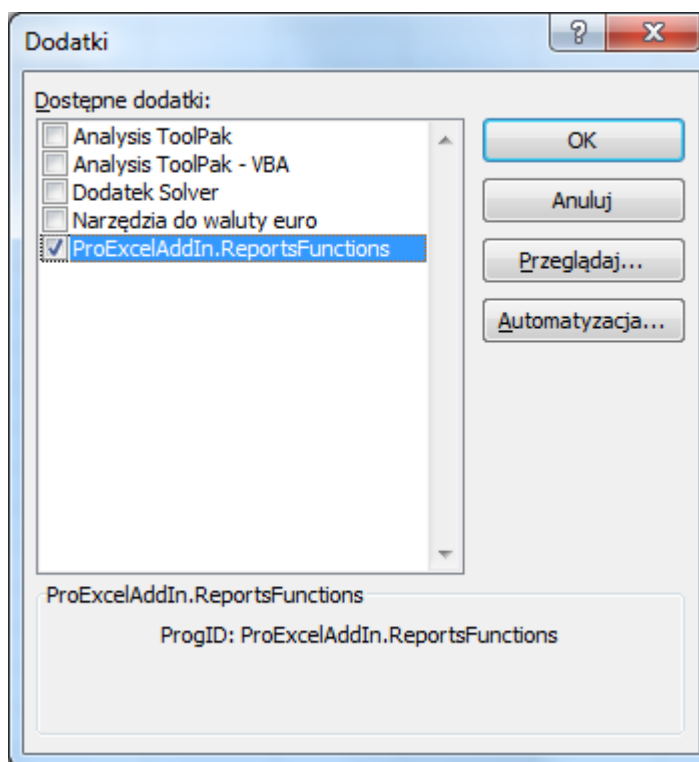 Dodatki
Dostępne dodatki:
Analysis ToolPak
Analysis ToolPak - VBA
Dodatek Solver
Narzędzia do waluty euro
ProExcelAddIn.ReportsFunctions
OK
Anuluj
Przeglądaj...
Automatyzacja...
ProExcelAddIn.ReportsFunctions
ProgID: ProExcelAddIn.ReportsFunctions